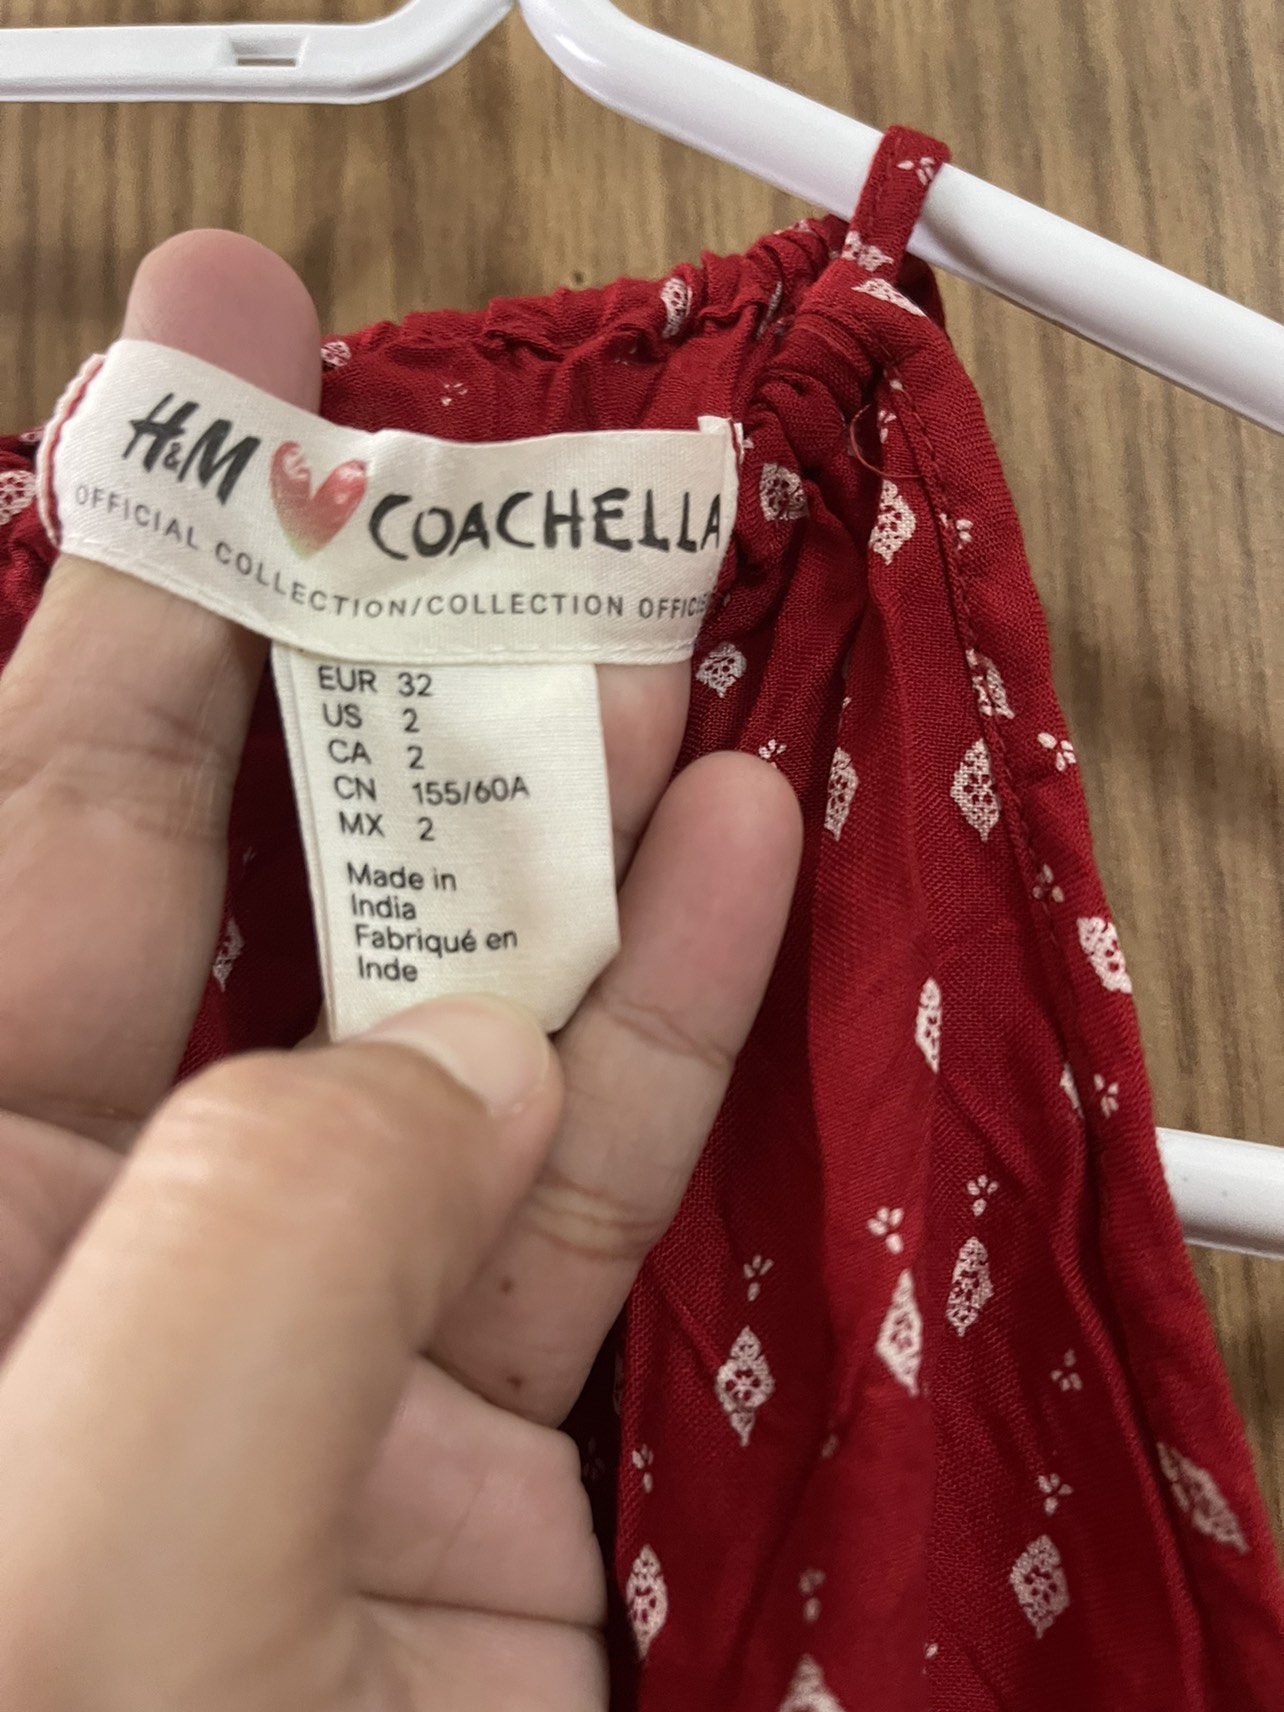 H&M COACHELLA
OFFICIAL COLLECTION/COLLECTION
EUR 32
US 2
CA 2
CN 155/60A
MX 2
Made in
India
Fabriqué en
Inde